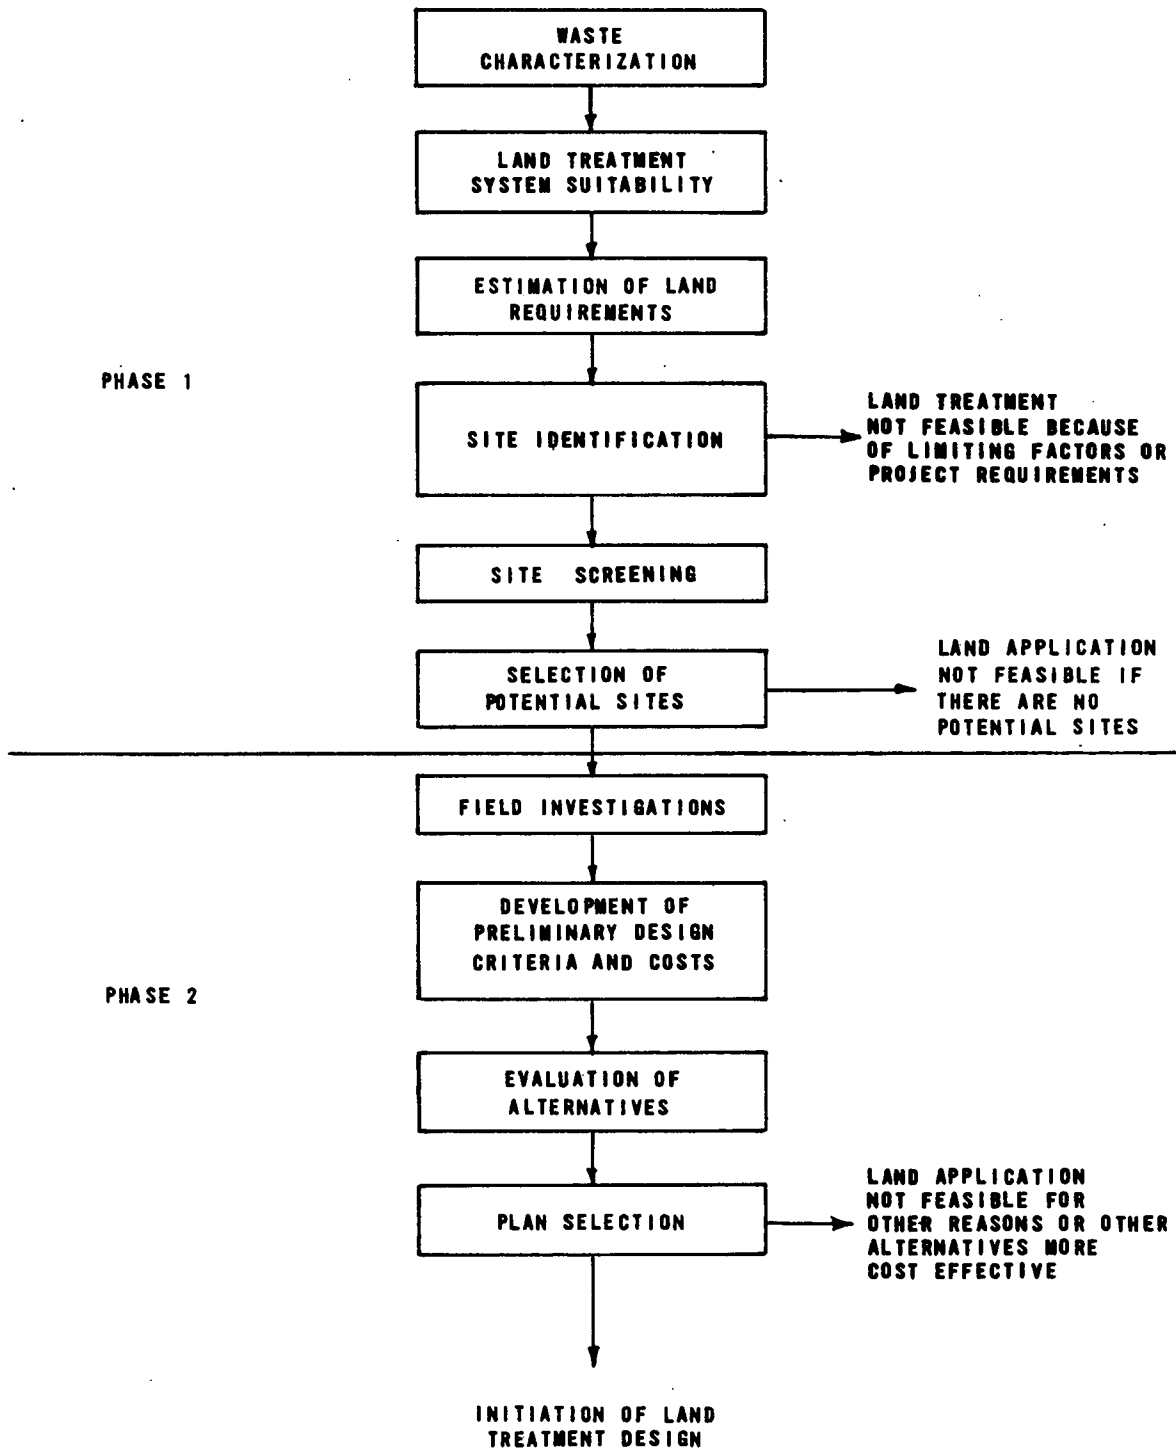 WASTE
CHARACTERIZATION
LAND TREATMENT
SYSTEM SUITABILITY
ESTIMATION OF LAND
REQUIREMENTS
PHASE 1
SITE IDENTIFICATION
LAND TREATMENT
NOT FEASIBLE BECAUSE
OF LIMITING FACTORS OR
PROJECT REQUIREMENTS
SITE SCREENING
SELECTION OF
POTENTIAL SITES
LAND APPLICATION
NOT FEASIBLE IF
THERE ARE NO
POTENTIAL SITES
FIELD INVESTIGATIONS
DEVELOPMENT OF
PRELIMINARY DESIGN
CRITERIA AND COSTS
PHASE 2
EVALUATION OF
ALTERNATIVES
PLAN SELECTION
LAND APPLICATION
NOT FEASIBLE FOR
OTHER REASONS OR OTHER
ALTERNATIVES MORE
COST EFFECTIVE
INITIATION OF LAND
TREATMENT DESIGN